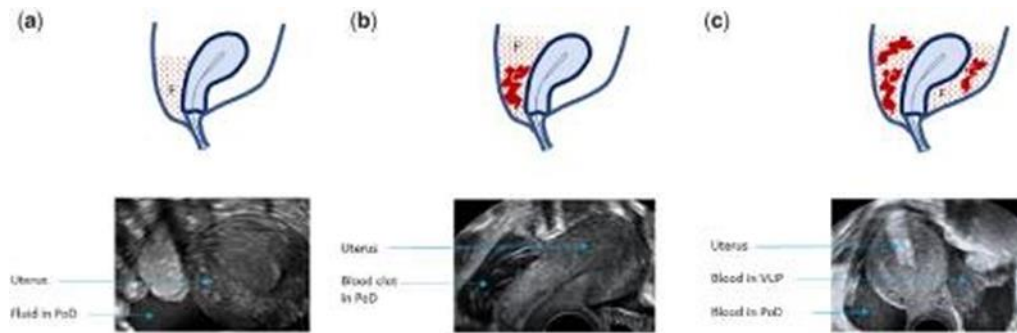 (a)
(b)
(c)
F
F
F
Uterus
Fluid in PoD
Uterus
Blood clot
in PoD
Uterus
Blood in VUP
Blood in PoD